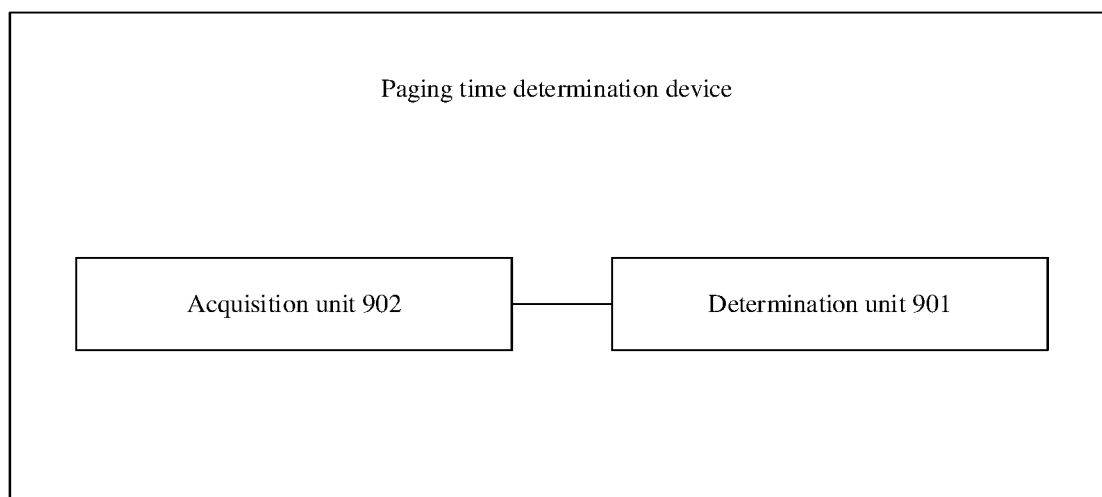 Paging time determination device
Acquisition unit 902
Determination unit 901